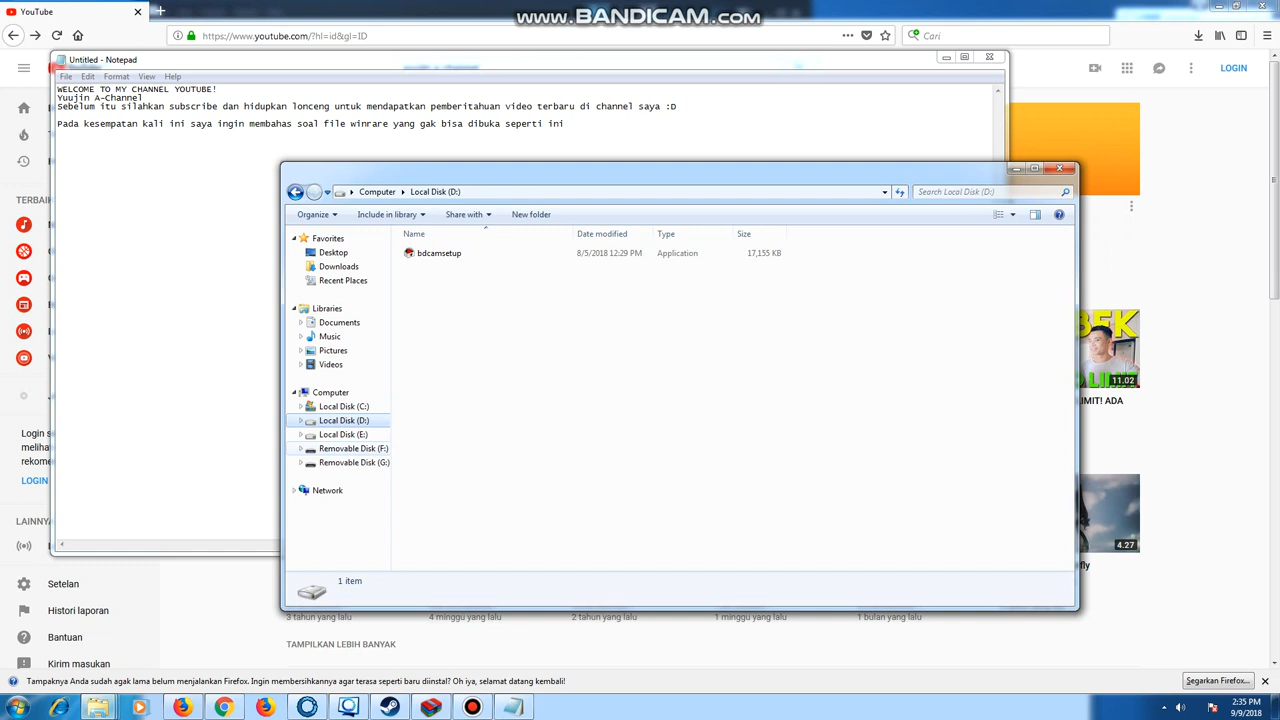 YouTube
www.BANDICAM.com
https://www.youtube.com/?hl=id&gl=ID
Cari
LOGIN
Untitled - Notepad
File Edit Format View Help
WELCOME TO MY CHANNEL YOUTUBE!
Yuujin A-Channel
Sebelum itu silahkan subscribe dan hidupkan lonceng untuk mendapatkan pemberitahuan video terbaru di channel saya :D
Pada kesempatan kali ini saya ingin membahas soal file winrare yang gak bisa dibuka seperti ini
Computer Local Disk (D:)
Search Local Disk (D:)
Organize Include in library Share with New folder
Name Date modified Type Size
bdcamsetup 8/5/2018 12:29 PM Application 17,155 KB
Favorites
Desktop
Downloads
Recent Places
Libraries
Documents
Music
Pictures
Videos
Computer
Local Disk (C:)
Local Disk (D:)
Local Disk (E:)
Removable Disk (F:)
Removable Disk (G:)
Network
1 item
TERBAI
Login s
meliha
rekome
LOGIN
LAINNYA
Setelan
Histori laporan
Bantuan
Kirim masukan
11.02
LIMIT! ADA
4.27
fly
3 tahun yang lalu 4 minggu yang lalu 2 tahun yang lalu 1 minggu yang lalu 1 bulan yang lalu
TAMPILKAN LEBIH BANYAK
Tampaknya Anda sudah agak lama belum menjalankan Firefox. Ingin membersihkannya agar terasa seperti baru diinstal? Oh iya, selamat datang kembali!
Segarkan Firefox...
2:35 PM
9/9/2018